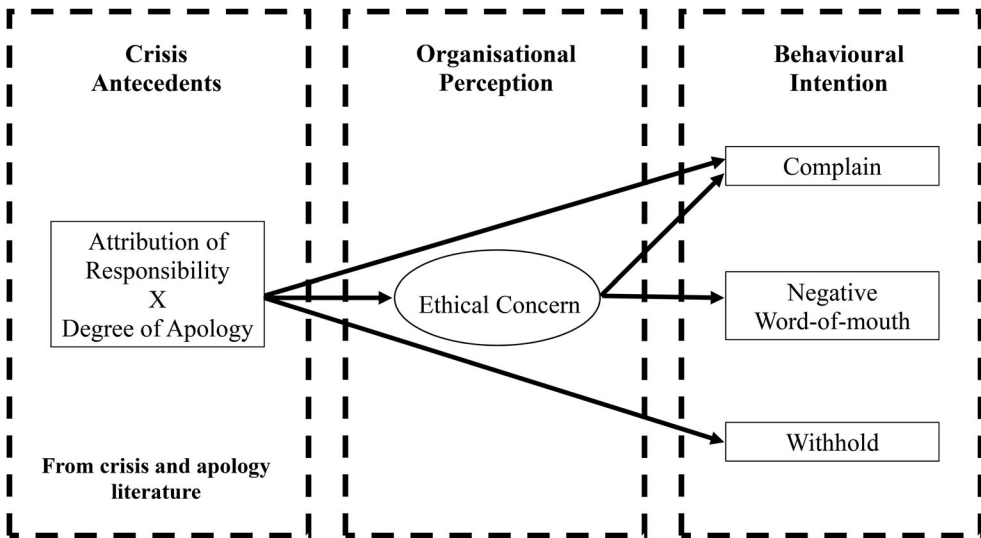 Crisis
Antecedents
Organisational
Perception
Behavioural
Intention
Attribution of
Responsibility
X
Degree of Apology
Ethical Concern
Complain
Negative
Word-of-mouth
Withhold
From crisis and apology
literature